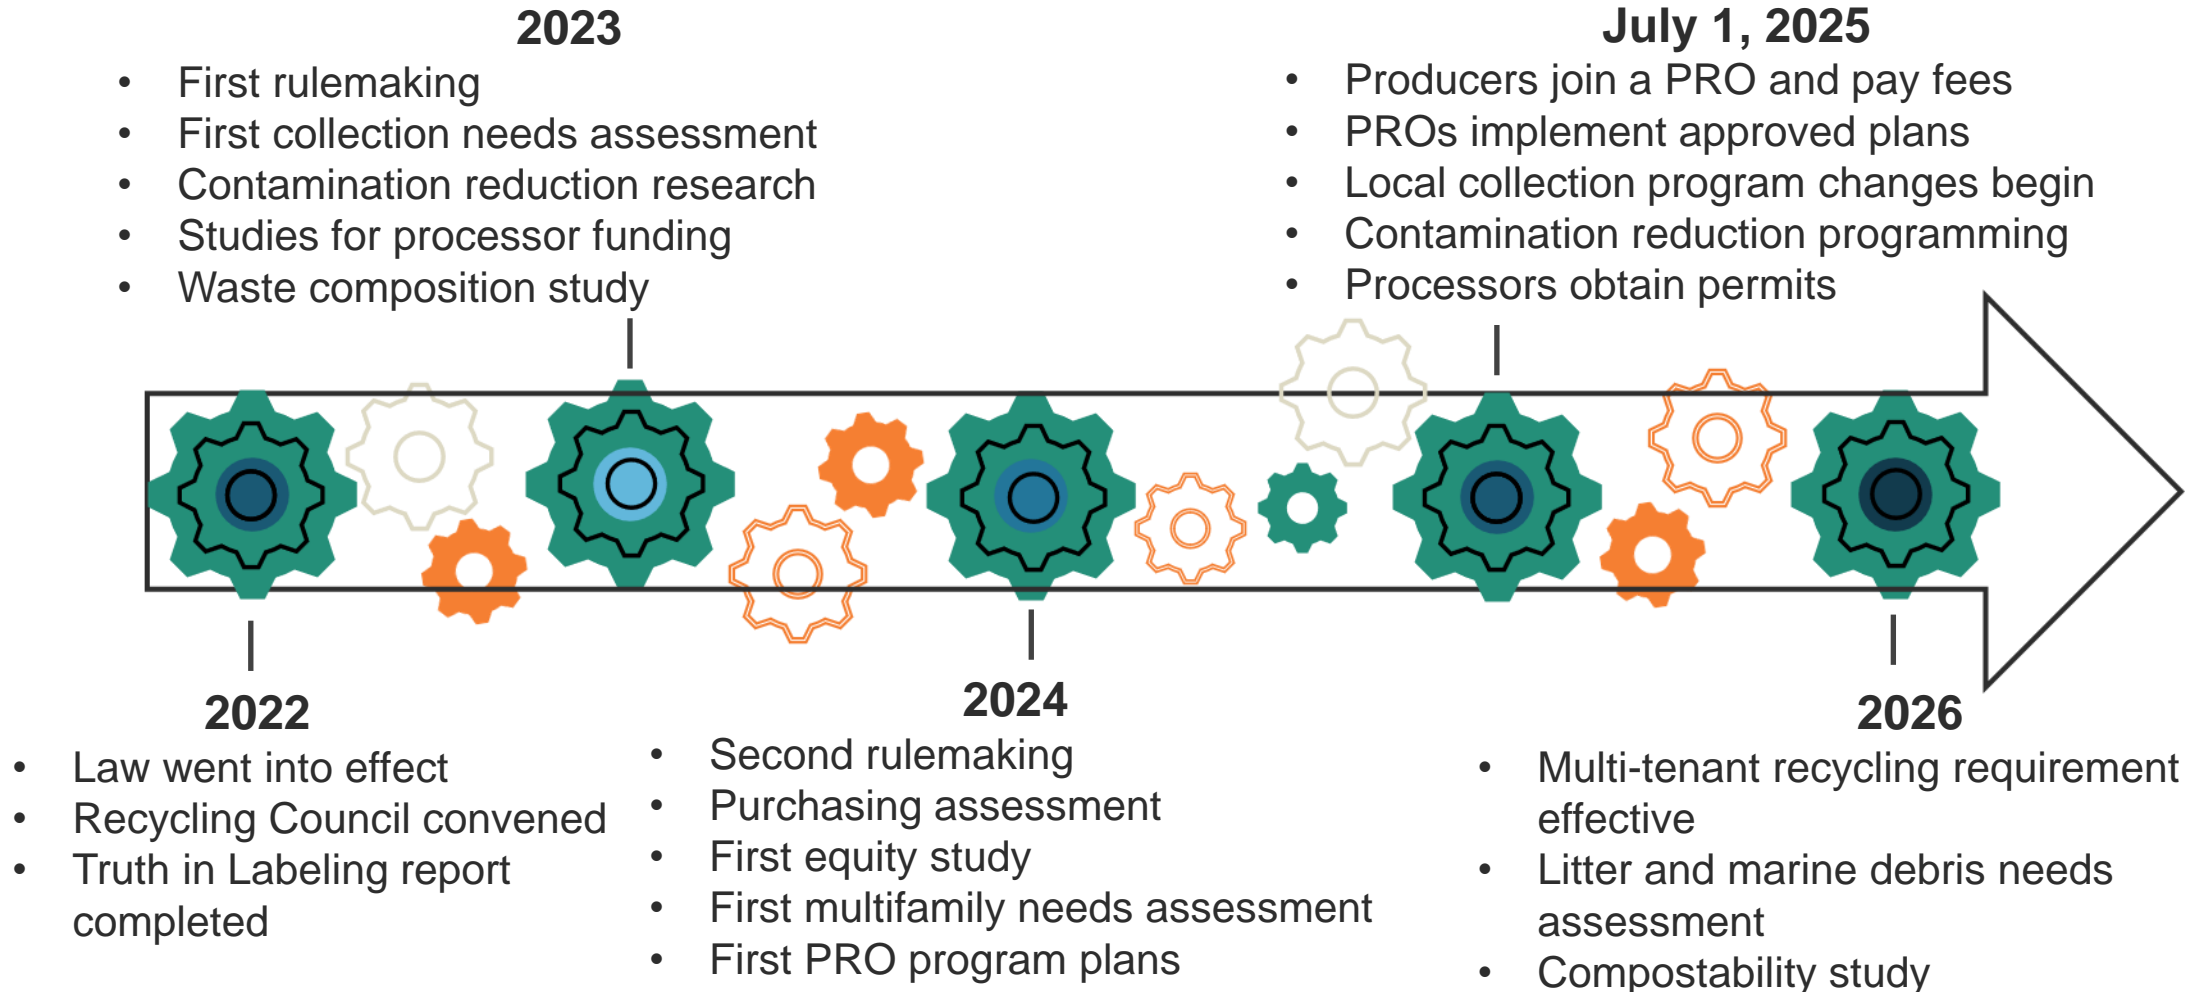 2023
• First rulemaking
• First collection needs assessment
• Contamination reduction research
• Studies for processor funding
• Waste composition study
July 1, 2025
• Producers join a PRO and pay fees
• PROs implement approved plans
• Local collection program changes begin
• Contamination reduction programming
• Processors obtain permits
2022
• Law went into effect
• Recycling Council convened
• Truth in Labeling report
completed
2024
• Second rulemaking
• Purchasing assessment
• First equity study
• First multifamily needs assessment
• First PRO program plans
2026
• Multi-tenant recycling requirement
effective
• Litter and marine debris needs
assessment
• Compostability study